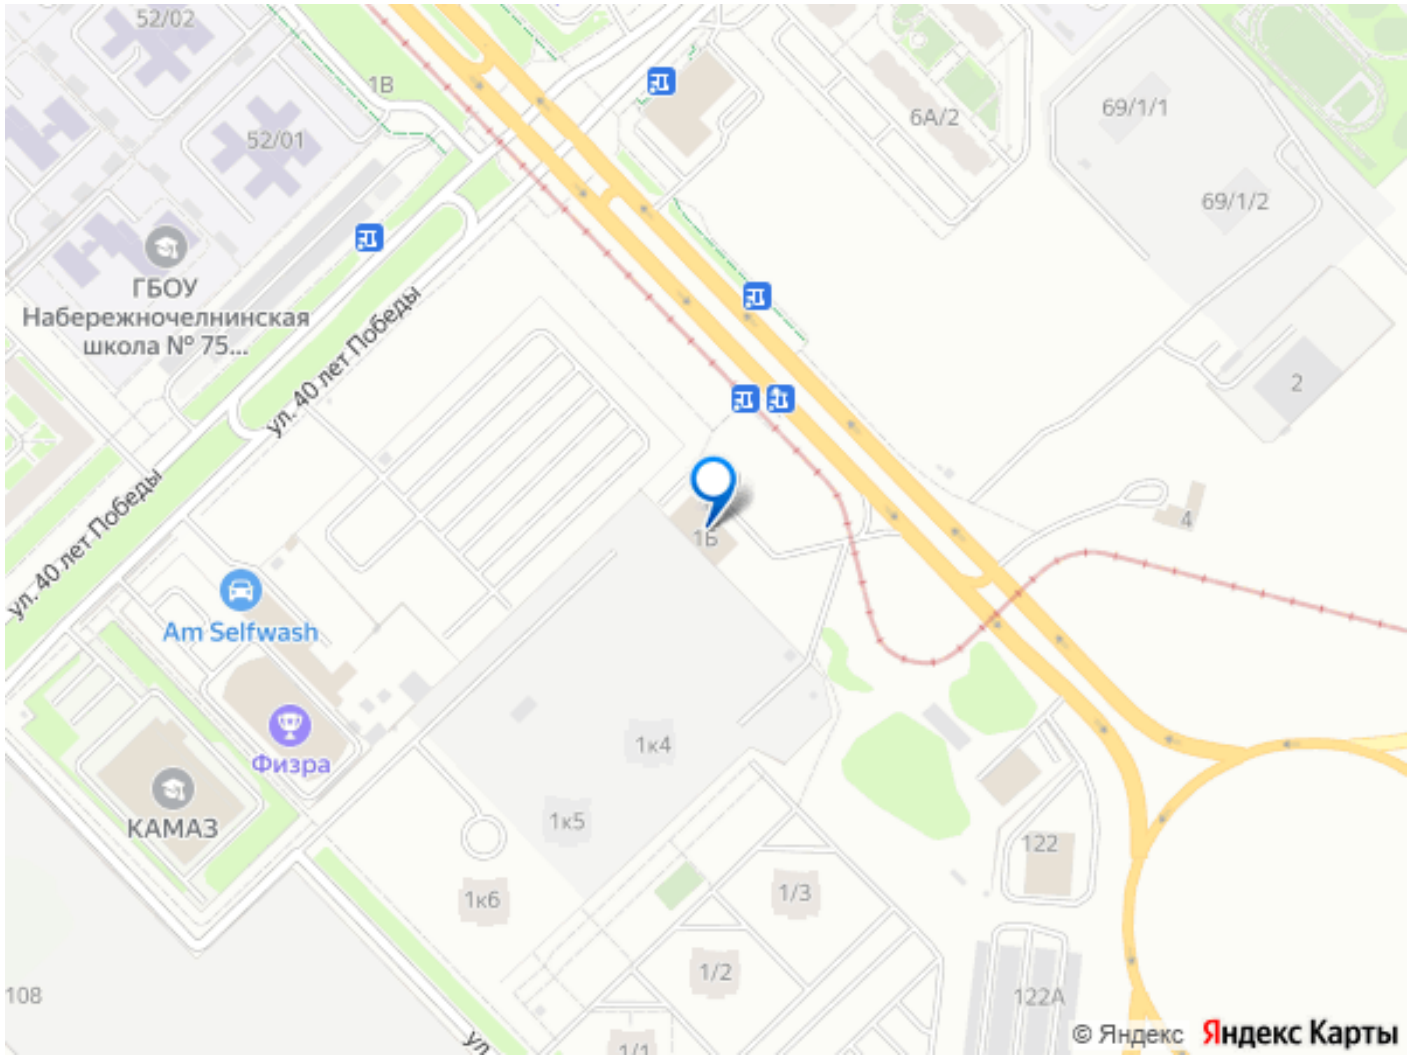 52/02
1В
52/01
6А/2
69/1/1
69/1/2
ГБОУ
Набережночелнинская
школа № 75...
ул. 40 лет Победы
2
ул. 40 лет Победы
4
1Б
Am Selfwash
1к4
Физра
КАМАЗ
1к5
122
1к6
1/3
1/2
108
122А
ул.
1/1
© Яндекс Яндекс Карты